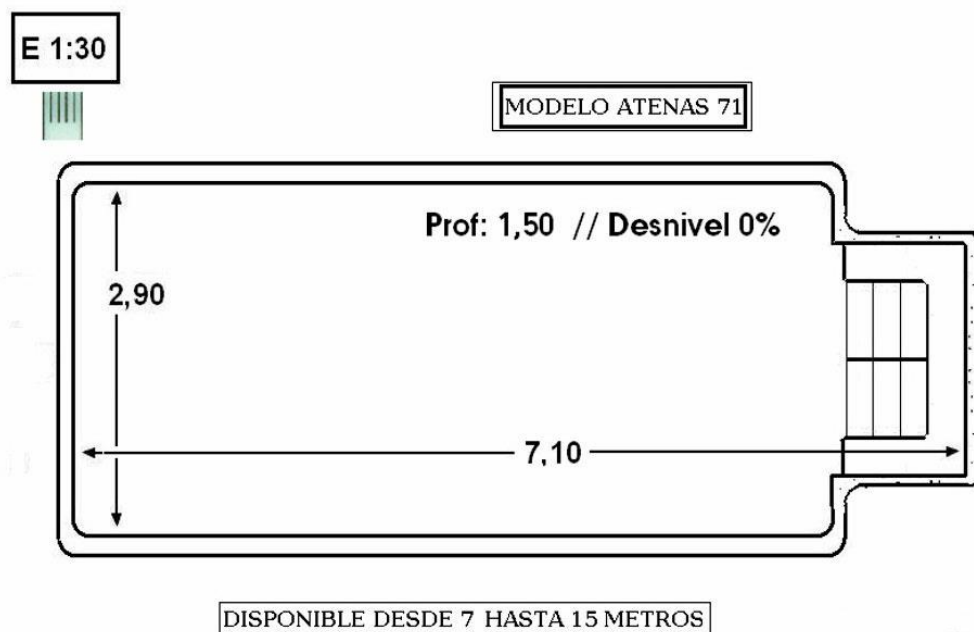 E 1:30
MODELO ATENAS 71
Prof: 1,50 // Desnivel 0%
2,90
7,10
DISPONIBLE DESDE 7 HASTA 15 METROS